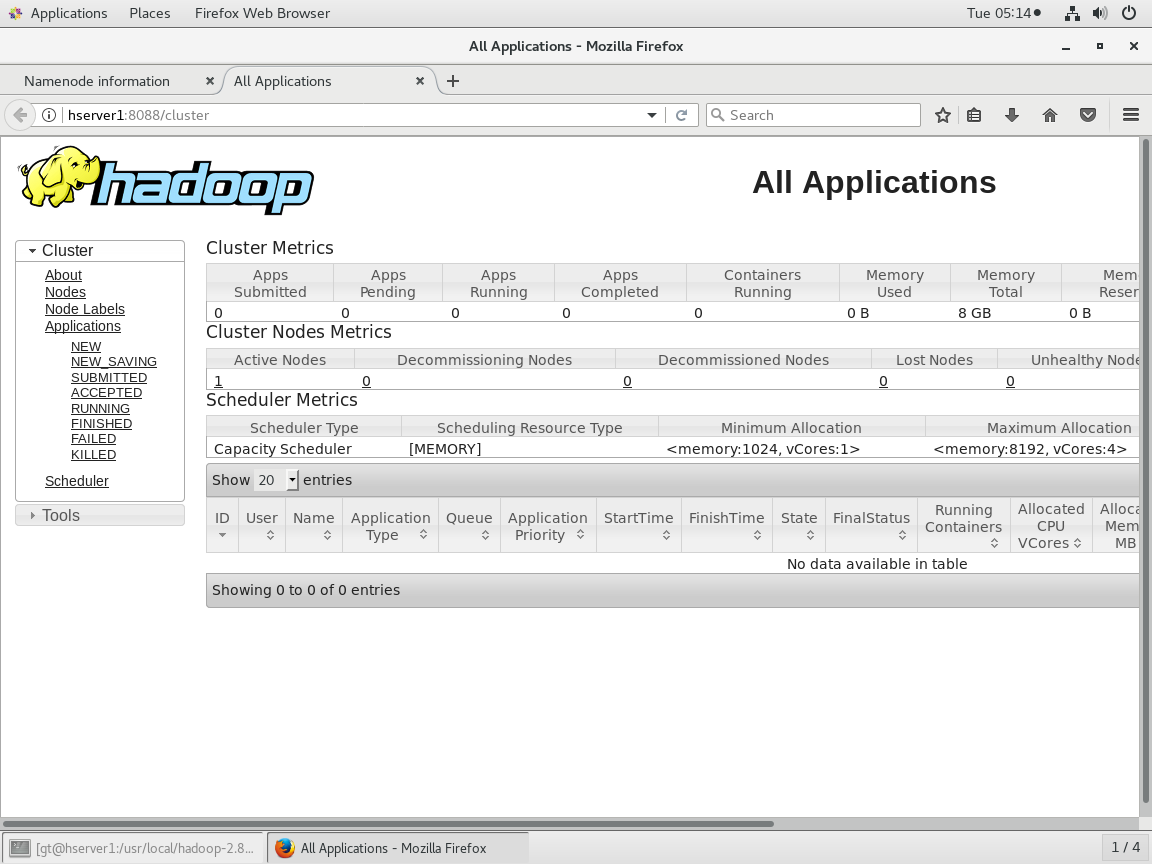 Applications Places Firefox Web Browser Tue 05:14
All Applications - Mozilla Firefox
Namenode information All Applications
hserver1:8088/cluster Search
hadoop
All Applications
Cluster
About
Nodes
Node Labels
Applications
NEW
NEW_SAVING
SUBMITTED
ACCEPTED
RUNNING
FINISHED
FAILED
KILLED
Scheduler
Tools
Cluster Metrics
Apps Submitted Apps Pending Apps Running Apps Completed Containers Running Memory Used Memory Total Mem Reser
0 0 0 0 0 0 B 8 GB 0 B
Cluster Nodes Metrics
Active Nodes Decommissioning Nodes Decommissioned Nodes Lost Nodes Unhealthy Node
1 0 0 0 0
Scheduler Metrics
Scheduler Type Scheduling Resource Type Minimum Allocation Maximum Allocation
Capacity Scheduler [MEMORY] <memory:1024, vCores:1> <memory:8192, vCores:4>
Show 20 entries
ID User Name Application Type Queue Application Priority StartTime FinishTime State FinalStatus Running Containers Allocated CPU VCores Alloca Mem MB
No data available in table
Showing 0 to 0 of 0 entries
[gt@hserver1:/usr/local/hadoop-2.8... All Applications - Mozilla Firefox 1 / 4